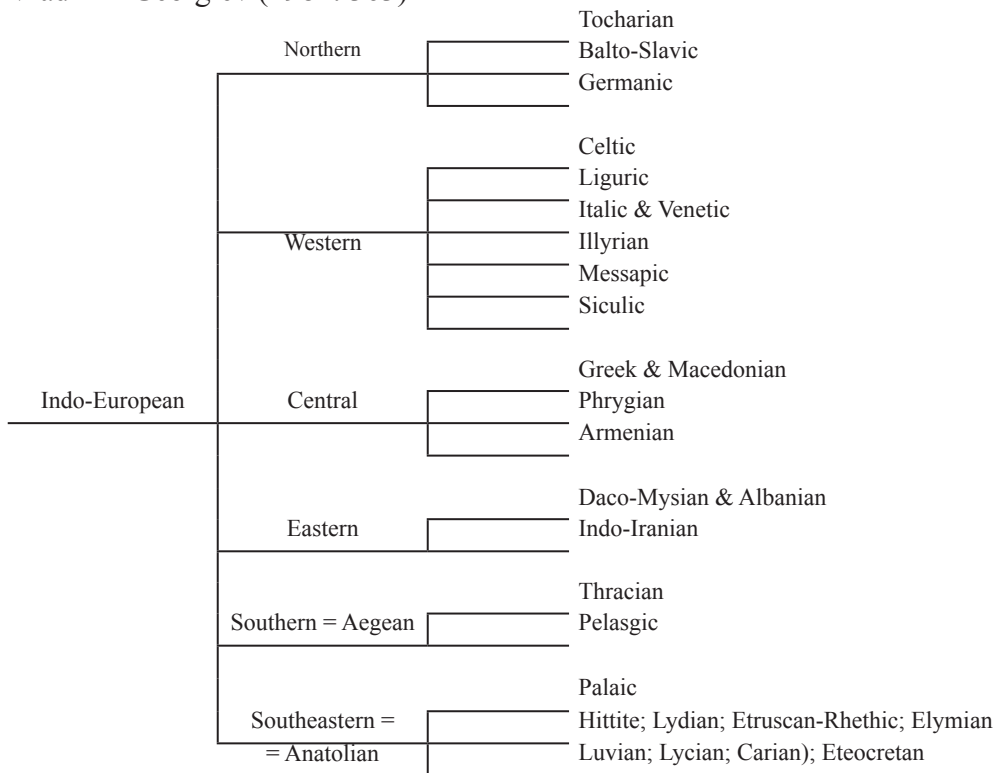 Tocharian
Northern
Balto-Slavic
Germanic
Celtic
Liguric
Italic & Venetic
Western
Illyrian
Messapic
Siculic
Greek & Macedonian
Indo-European
Central
Phrygian
Armenian
Daco-Mysian & Albanian
Eastern
Indo-Iranian
Thracian
Southern = Aegean
Pelasgic
Palaic
Southeastern =
Hittite; Lydian; Etruscan-Rhethic; Elymian
= Anatolian
Luvian; Lycian; Carian); Eteocretan